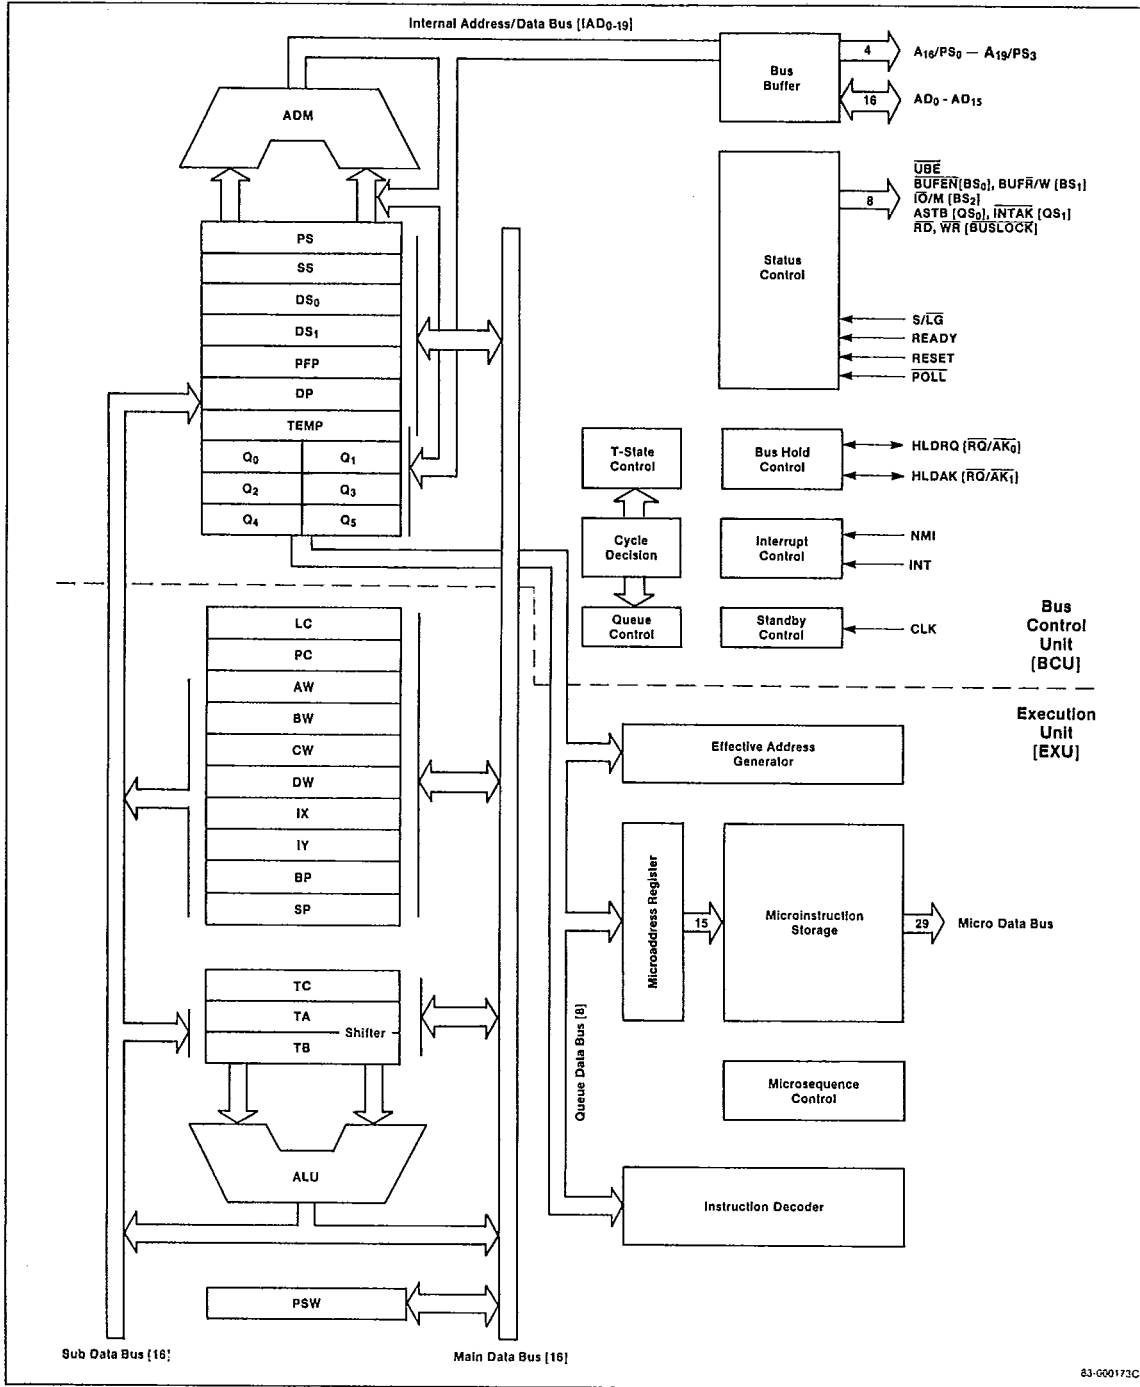 Internal Address/Data Bus [IAD0-19]
Bus
Buffer
4
A16/PS0 — A19/PS3
16
AD0 - AD15
ADM
Status
Control
8
UBE
BUFEN[BS0], BUFR/W [BS1]
IO/M [BS2]
ASTB [QS0], INTAK [QS1]
RD, WR [BUSLOCK]
S/LG
READY
RESET
POLL
PS
SS
DS0
DS1
PFP
DP
TEMP
Q0 Q1
Q2 Q3
Q4 Q5
T-State
Control
Bus Hold
Control
HLDRQ (RQ/AK0)
HLDAK (RQ/AK1)
Cycle
Decision
Interrupt
Control
NMI
INT
Queue
Control
Standby
Control
CLK
Bus
Control
Unit
[BCU]
Execution
Unit
[EXU]
LC
PC
AW
BW
CW
DW
IX
IY
BP
SP
Effective Address
Generator
Microaddress Register
15
Microinstruction
Storage
29
Micro Data Bus
TC
TA
Shifter
TB
Queue Data Bus [8]
Microsequence
Control
ALU
Instruction Decoder
PSW
Sub Data Bus [16]
Main Data Bus [16]
83-000173C